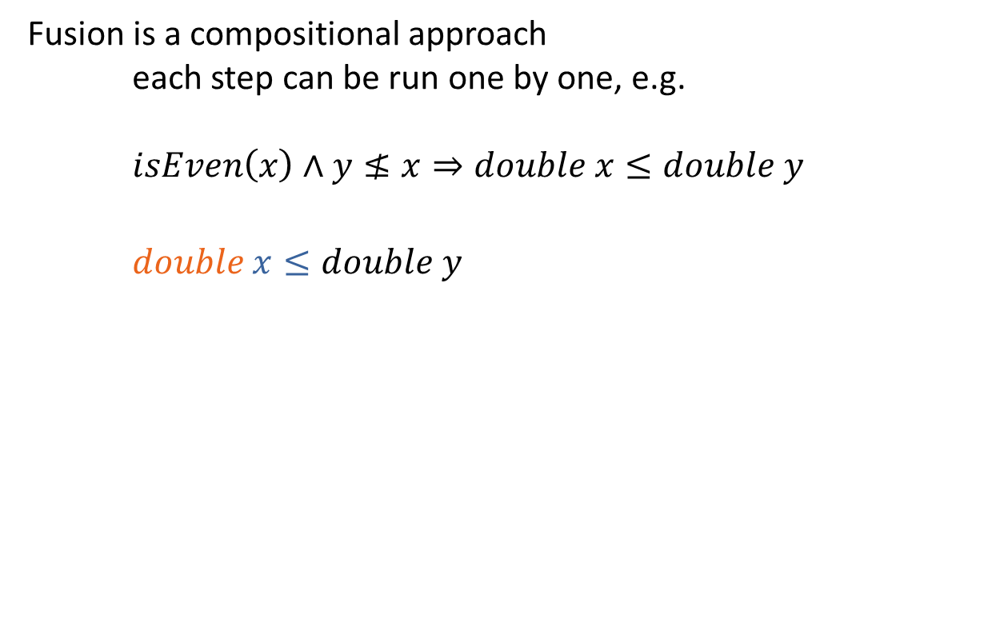 Fusion is a compositional approach
each step can be run one by one, e.g.
isEven(x) ∧ y ≰ x ⇒ double x ≤ double y
double x ≤ double y